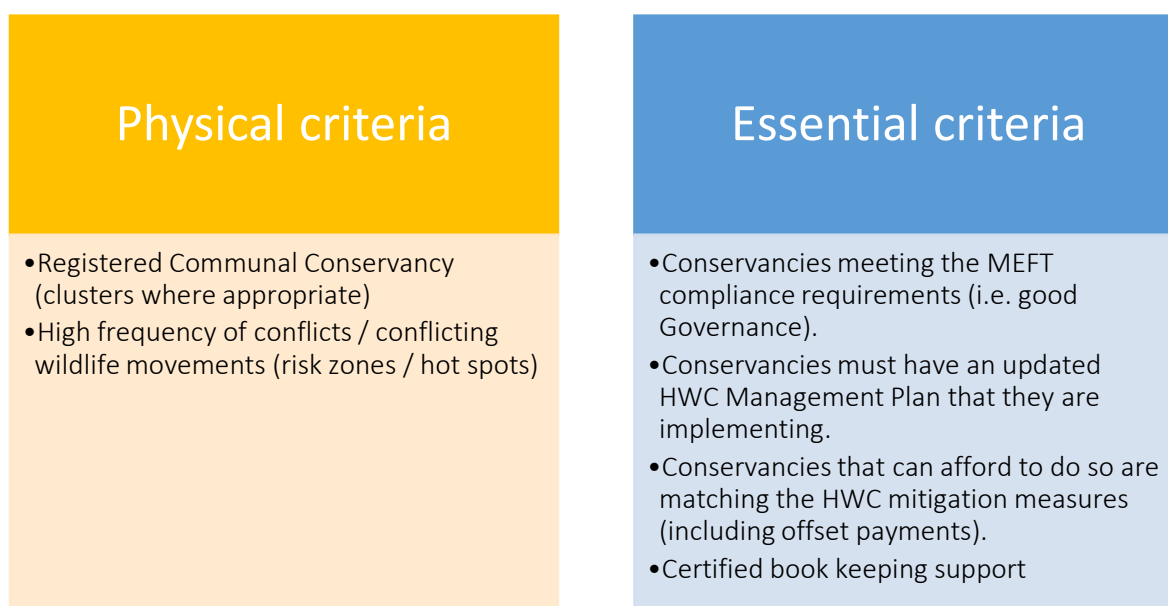 Physical criteria
•Registered Communal Conservancy
(clusters where appropriate)
•High frequency of conflicts / conflicting
wildlife movements (risk zones / hot spots)
Essential criteria
•Conservancies meeting the MEFT
compliance requirements (i.e. good
Governance).
•Conservancies must have an updated
HWC Management Plan that they are
implementing.
•Conservancies that can afford to do so are
matching the HWC mitigation measures
(including offset payments).
•Certified book keeping support